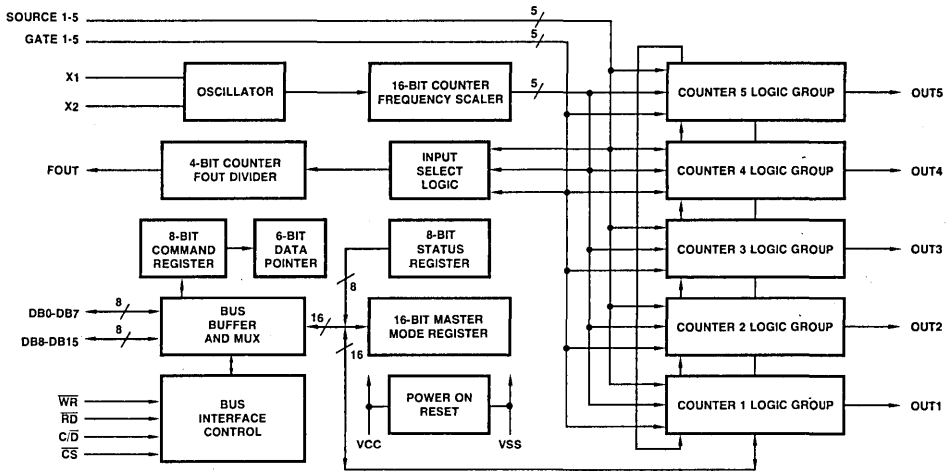 SOURCE 1-5
5
GATE 1-5
5
X1
X2
OSCILLATOR
16-BIT COUNTER
FREQUENCY SCALER
5
COUNTER 5 LOGIC GROUP
OUT5
FOUT
4-BIT COUNTER
FOUT DIVIDER
INPUT
SELECT
LOGIC
COUNTER 4 LOGIC GROUP
OUT4
8-BIT
COMMAND
REGISTER
6-BIT
DATA
POINTER
8-BIT
STATUS
REGISTER
COUNTER 3 LOGIC GROUP
OUT3
8
DB0-DB7
8
DB8-DB15
8
BUS
BUFFER
AND MUX
16
16-BIT MASTER
MODE REGISTER
16
COUNTER 2 LOGIC GROUP
OUT2
WR
RD
C/D
CS
BUS
INTERFACE
CONTROL
POWER ON
RESET
VCC
VSS
COUNTER 1 LOGIC GROUP
OUT1